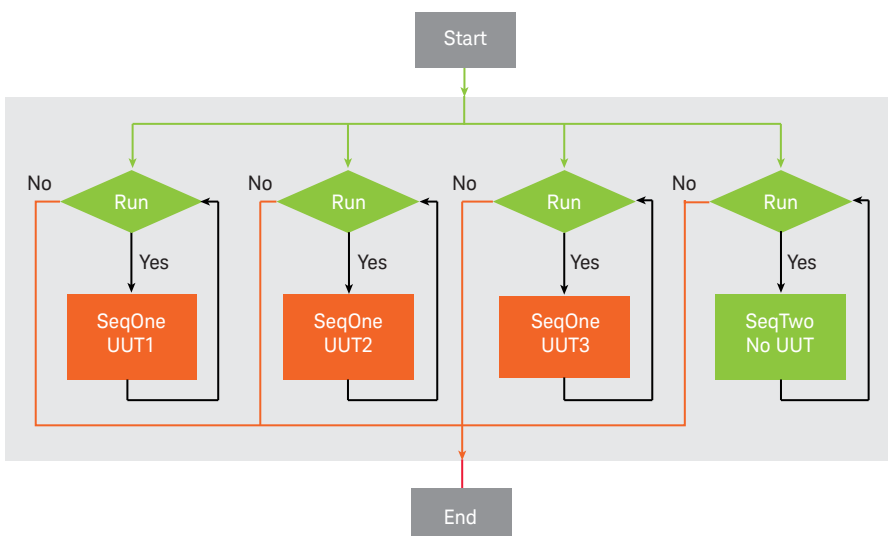 Start
No
Run
No
Run
No
Run
No
Run
Yes
Yes
Yes
Yes
SeqOne
UUT1
SeqOne
UUT2
SeqOne
UUT3
SeqTwo
No UUT
End